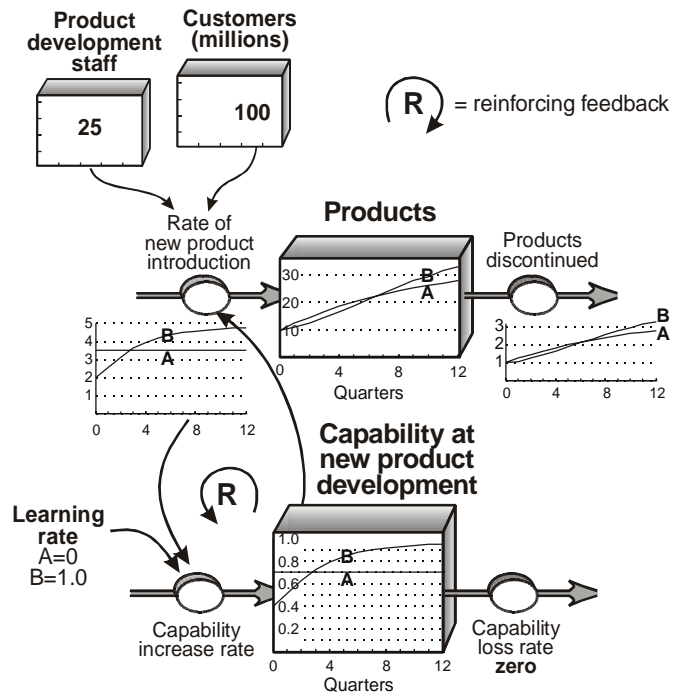 Product
development
staff
25
Customers
(millions)
100
R
= reinforcing feedback
Rate of
new product
introduction
Products
30
20
10
B
A
0 4 8 12
Quarters
Products
discontinued
3
2
1
B
A
0 4 8 12
5
4
3
2
1
B
A
0 4 8 12
R
Learning
rate
A=0
B=1.0
Capability
increase rate
Capability at
new product
development
1.0
0.8
0.6
0.4
0.2
B
A
0 4 8 12
Quarters
Capability
loss rate
zero